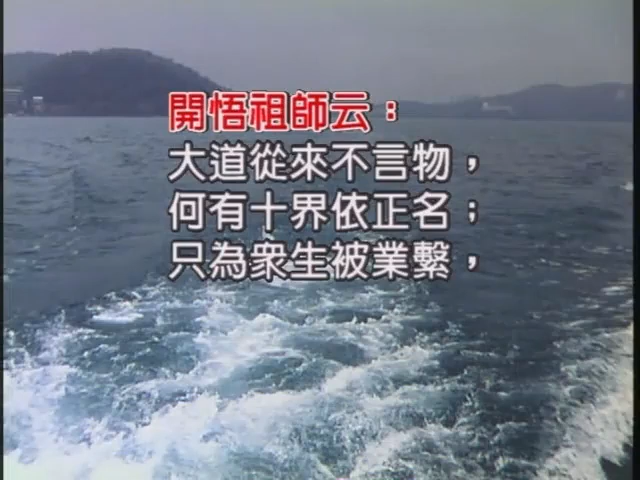 開悟祖師云：
大道從來不言物，
何有十界依正名；
只為衆生被業繫，